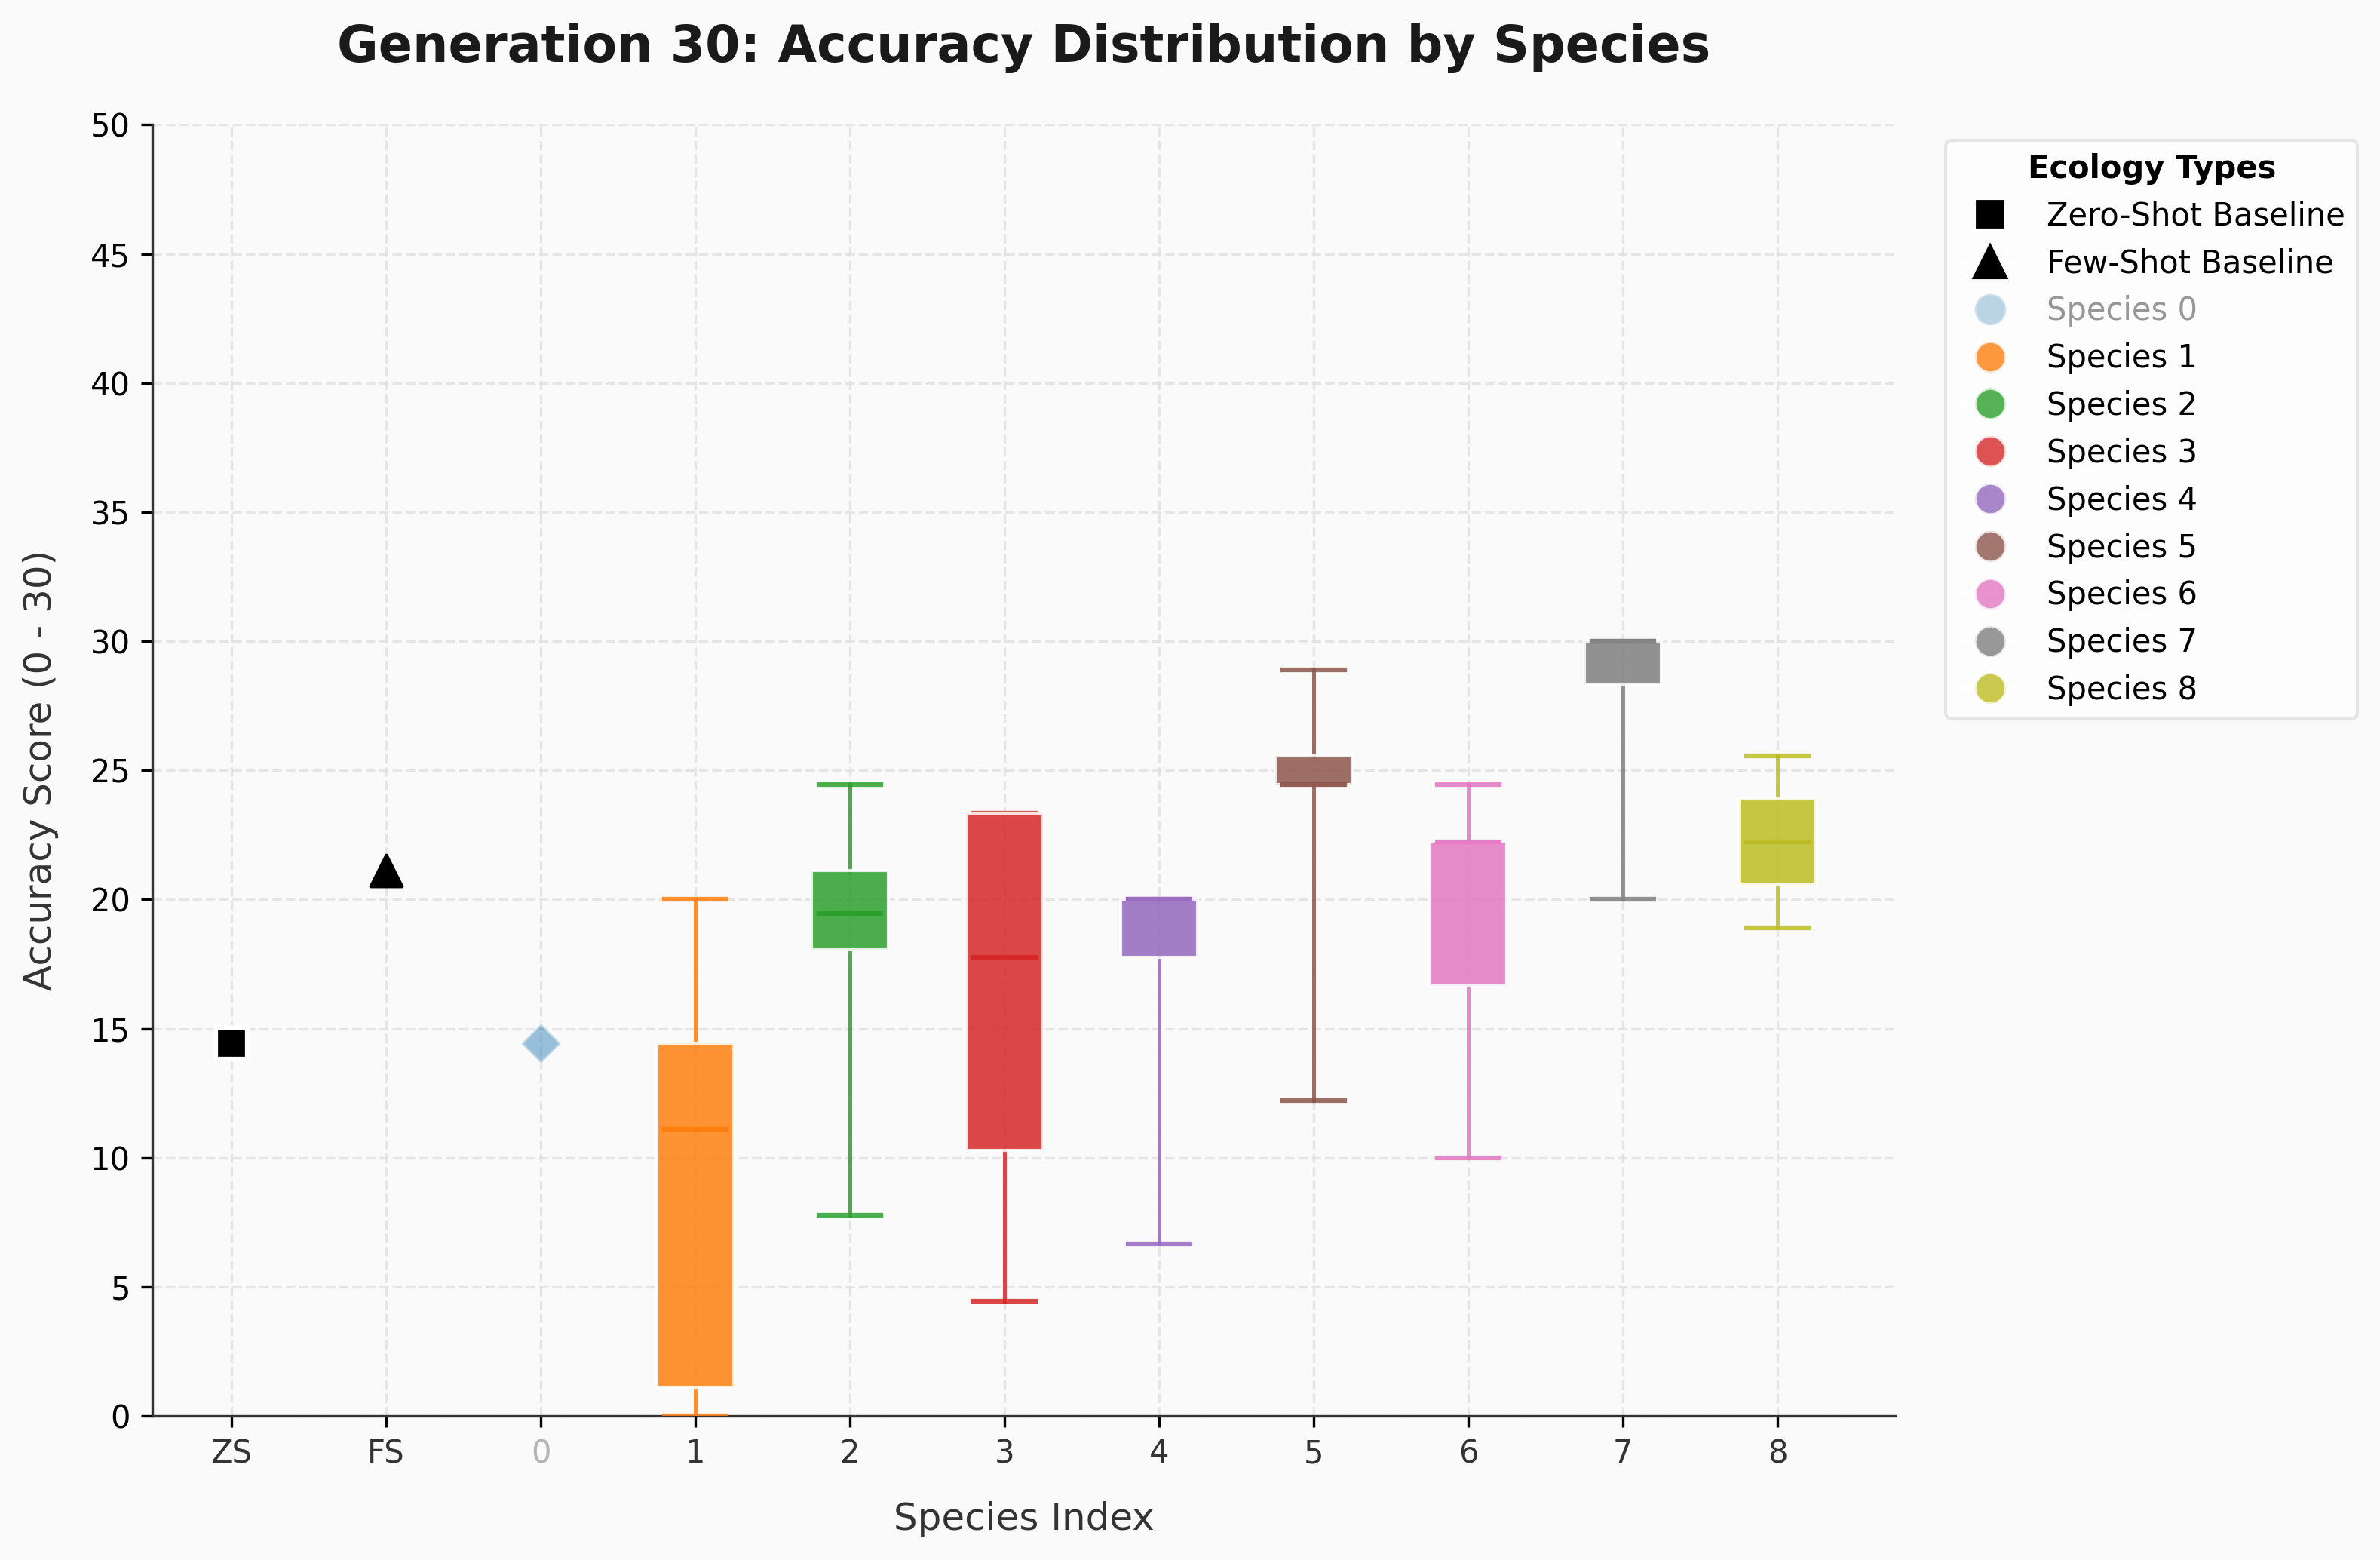 Generation 30: Accuracy Distribution by Species
Accuracy Score (0 - 30)
50
45
40
35
30
25
20
15
10
5
0
ZS
FS
0
1
2
3
4
5
6
7
8
Species Index
Ecology Types
Zero-Shot Baseline
Few-Shot Baseline
Species 0
Species 1
Species 2
Species 3
Species 4
Species 5
Species 6
Species 7
Species 8